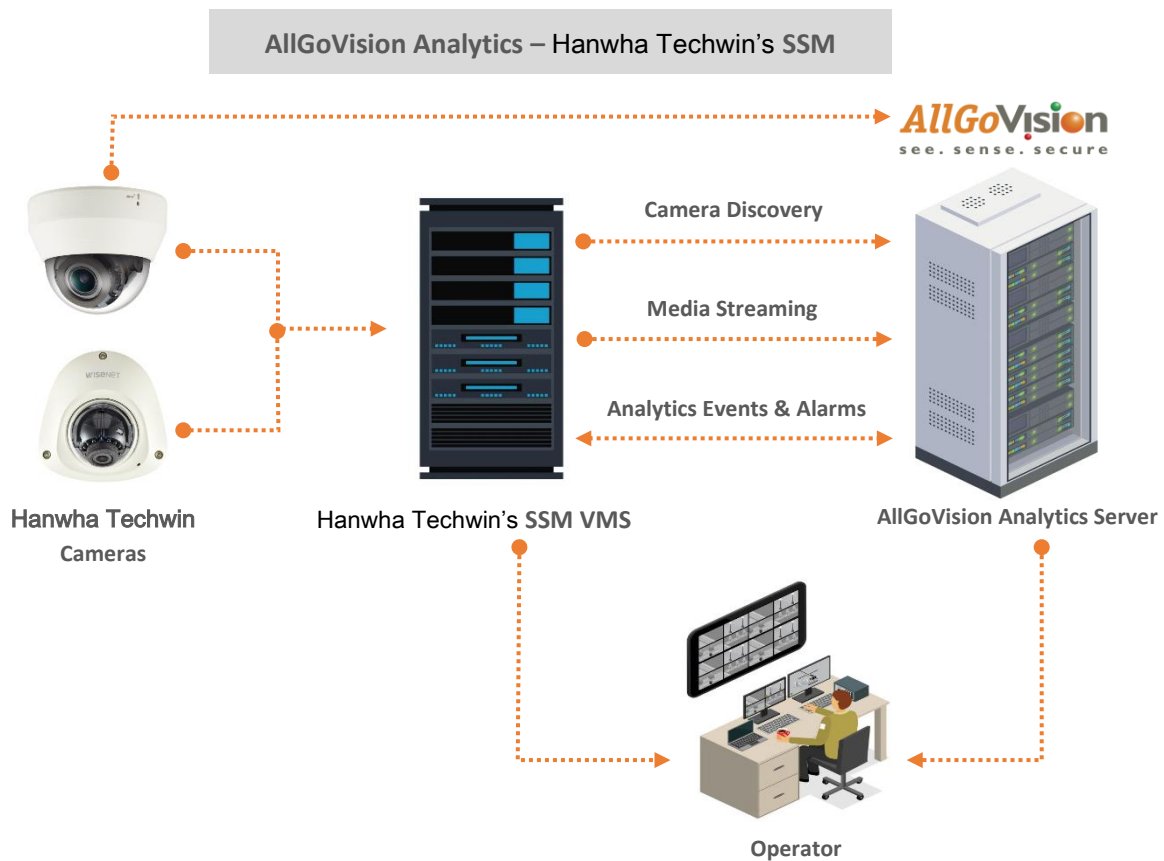 AllGoVision Analytics – Hanwha Techwin's SSM
AllGoVision
see. sense. secure
Camera Discovery
Media Streaming
Analytics Events & Alarms
WISENET
Hanwha Techwin
Cameras
Hanwha Techwin's SSM VMS
AllGoVision Analytics Server
Operator